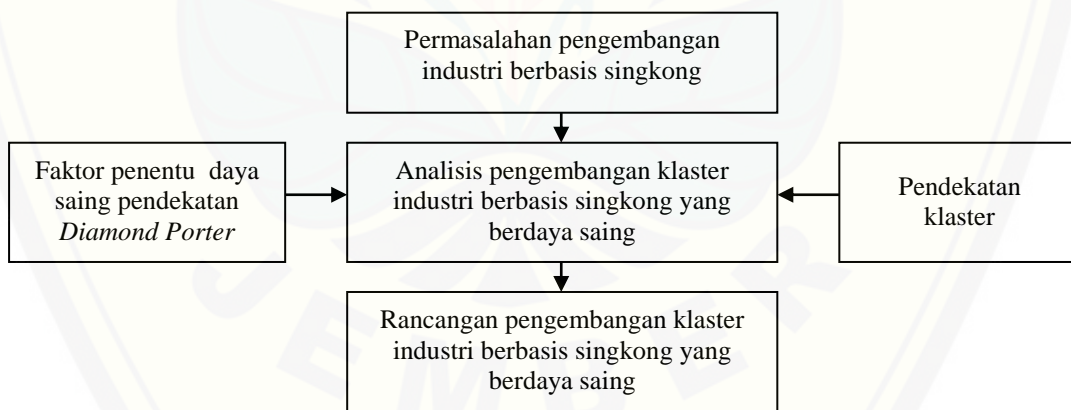 Permasalahan pengembangan
industri berbasis singkong
Faktor penentu daya
saing pendekatan
Diamond Porter
Analisis pengembangan klaster
industri berbasis singkong yang
berdaya saing
Pendekatan
klaster
Rancangan pengembangan klaster
industri berbasis singkong yang
berdaya saing
JEMBER